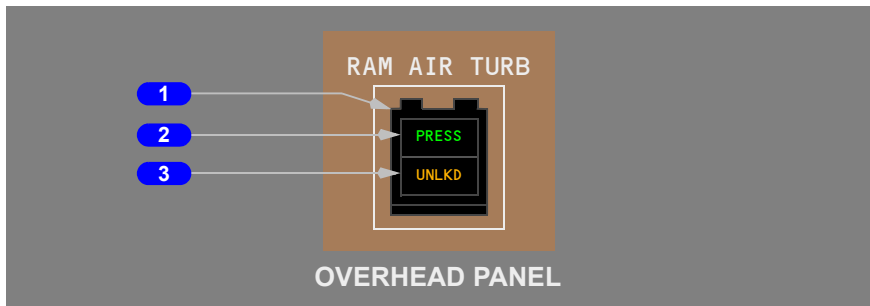 RAM AIR TURB
1
2
PRESS
3
UNLKD
OVERHEAD PANEL